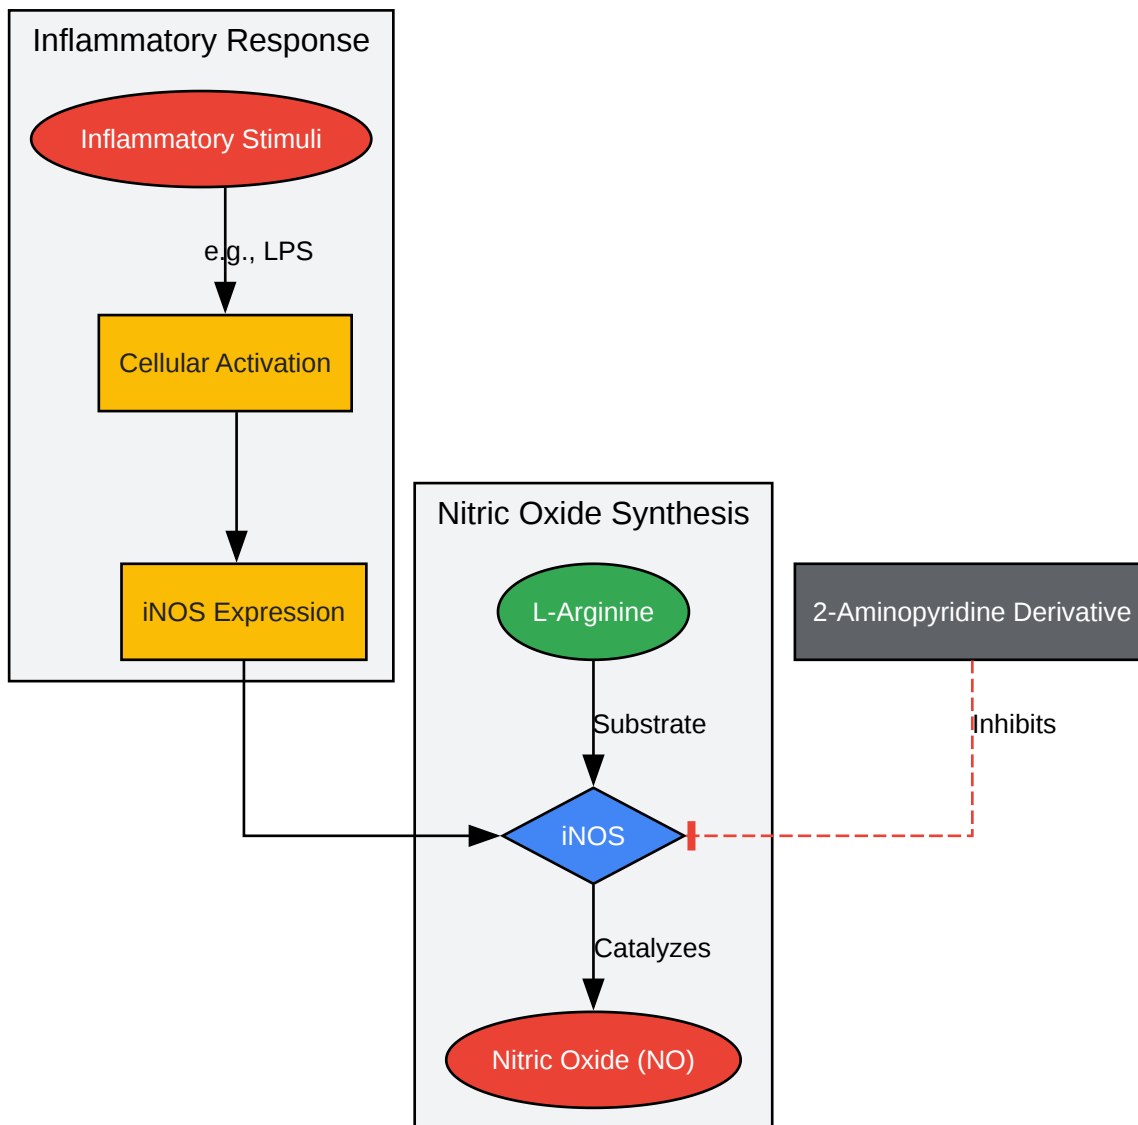 Inflammatory Response
Inflammatory Stimuli
e.g., LPS
Cellular Activation
iNOS Expression
Nitric Oxide Synthesis
L-Arginine
Substrate
iNOS
Catalyzes
Nitric Oxide (NO)
2-Aminopyridine Derivative
Inhibits